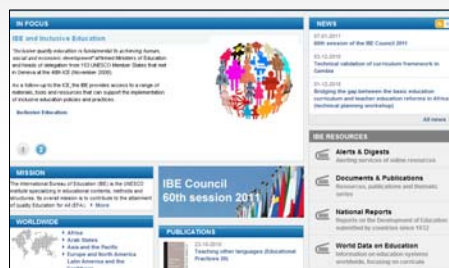 IN FOCUS
IBE and Inclusive Education
"Inclusive quality education is fundamental to achieving human,
social and economic development" affirmed Ministers of Education
and heads of delegation from 153 UNESCO Member States that met
in Geneva at the 48th ICE (November 2008).
As a follow-up to the ICE, the IBE provides access to a range of
materials, tools and resources that can support the implementation
of inclusive education policies and practices.
Inclusive Education
1 2
MISSION
The International Bureau of Education (IBE) is the UNESCO
institute specializing in educational contents, methods and
structures. Its overall mission is to contribute to the attainment
of quality Education for All (EFA). More
WORLDWIDE
Africa
Arab States
Asia and the Pacific
Europe and North America
Latin America and the
IBE Council
60th session 2011
PUBLICATIONS
23.10.2010
Teaching other languages (Educational
Practices 20)
NEWS
07.01.2011
60th session of the IBE Council 2011
03.12.2010
Technical validation of curriculum framework in
Gambia
01.12.2010
Bridging the gap between the basic education
curriculum and teacher education reforms in Africa
(technical planning workshop)
All news
IBE RESOURCES
Alerts & Digests
Alerting services of online resources
Documents & Publications
Resources, publications and thematic
series
National Reports
Reports on the Development of Education
submitted by countries since 1932
World Data on Education
Information on education systems
worldwide, focusing on curricula